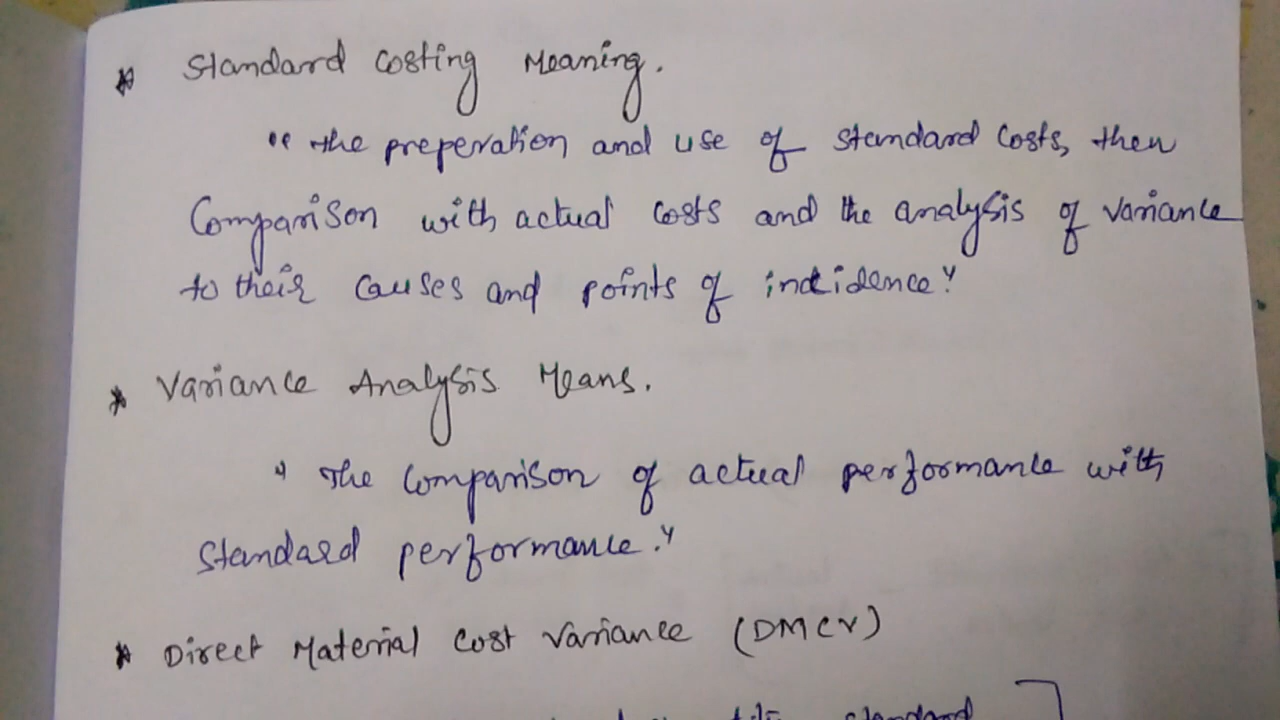 * Standard Costing Meaning.
" the preperation and use of standard Costs, then
Comparison with actual Costs and the analysis of variance
to their causes and points of incidence"
* Variance Analysis Means.
" The Comparison of actual performance with
standard performance."
* Direct Material Cost Variance (DMCV)
standard